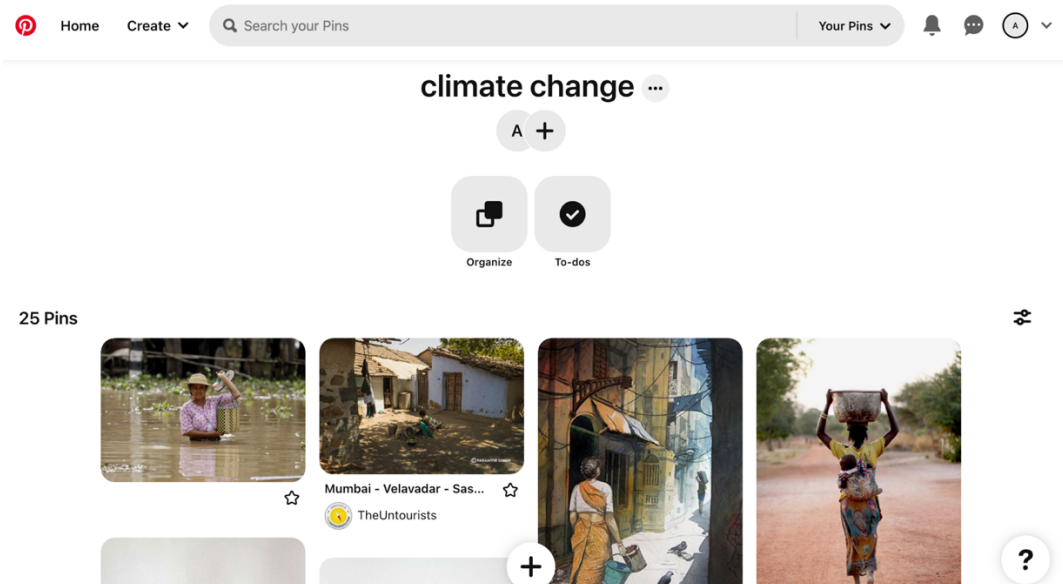 Home
Create
Search your Pins
Your Pins
A
climate change
A
Organize
To-dos
25 Pins
Mumbai - Velavadar - Sas...
TheUntourists
?